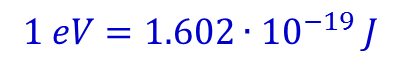 1 eV = 1.602 · 10⁻¹⁹ J